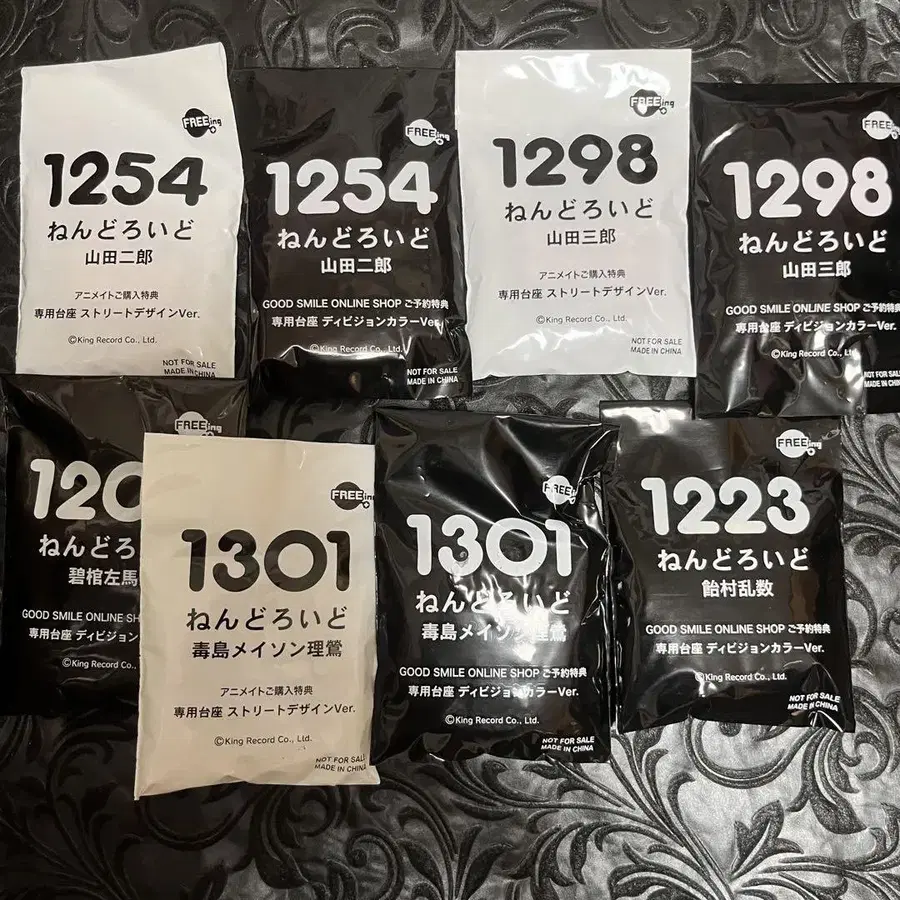 FREEing
1254
ねんどろいど
山田二郎
アニメイトご購入特典
専用台座 ストリートデザインVer.
©King Record Co., Ltd.
NOT FOR SALE
MADE IN CHINA
FREEing
1254
ねんどろいど
山田二郎
GOOD SMILE ONLINE SHOP ご予約特典
専用台座 ディビジョンカラーVer.
©King Record Co., Ltd.
NOT FOR SALE
MADE IN CHINA
FREEing
1298
ねんどろいど
山田三郎
アニメイトご購入特典
専用台座 ストリートデザインVer.
©King Record Co., Ltd.
NOT FOR SALE
MADE IN CHINA
FREEing
1298
ねんどろいど
山田三郎
GOOD SMILE ONLINE SHOP ご予約特典
専用台座 ディビジョンカラーVer.
©King Record Co., Ltd.
NOT FOR SALE
MADE IN CHINA
FREEing
120
ねんどろ
碧棺左馬
GOOD SMILE ONLINE SHOP
専用台座 ディビジョン
©King Record Co.,
FREEing
1301
ねんどろいど
毒島メイソン理鶯
アニメイトご購入特典
専用台座 ストリートデザインVer.
©King Record Co., Ltd.
NOT FOR SALE
MADE IN CHINA
FREEing
1301
ねんどろいど
毒島メイソン理鶯
GOOD SMILE ONLINE SHOP ご予約特典
専用台座 ディビジョンカラーVer.
©King Record Co., Ltd.
NOT FOR SALE
MADE IN CHINA
FREEing
1223
ねんどろいど
飴村乱数
GOOD SMILE ONLINE SHOP ご予約特典
専用台座 ディビジョンカラーVer.
©King Record Co., Ltd.
NOT FOR SALE
MADE IN CHINA